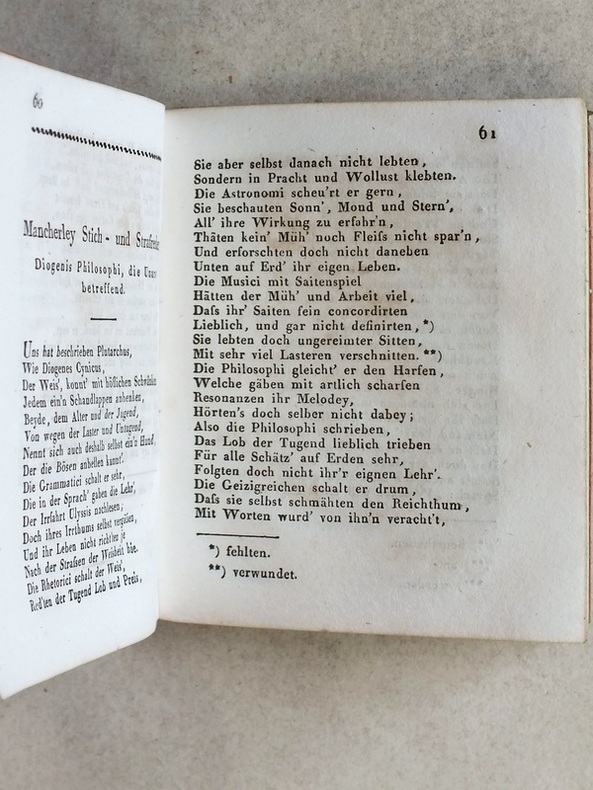 60
Mancherley Stich - und Strafrede
Diogenis Philosophi, die Unar
betreffend.
Uns hat beschrieben Plutarchus,
Wie Diogenes Cynicus,
Der Weis', konnt' mit höflichen
Jedem ein'n Schandlappen anhenken,
Beyde, dem Alter und der Jugend,
Von wegen der Laster und Untugend,
Nennt sich auch deshalb selbst ein'n Hund,
Der die Bösen anbellen kunnt'.
Die Grammatici schalt er sehr,
Die in der Sprach' gaben die Lehr',
Der Irrfahrt Ulyssis nachlesen;
Doch ihres Irrthums selbst vergäßen,
Und ihr Leben nicht richten je
Nach der Straßen der Weisheit hie.
Die Rhetorici schalt der Weis',
Red'ten der Tugend Lob und Preis,
61
Sie aber selbst danach nicht lebten,
Sondern in Pracht und Wollust klebten.
Die Astronomi scheu't er gern,
Sie beschauten Sonn', Mond und Stern',
All' ihre Wirkung zu erfahr'n,
Thäten kein' Müh' noch Fleiſs nicht spar'n,
Und erforschten doch nicht daneben
Unten auf Erd' ihr eigen Leben.
Die Musici mit Saitenspiel
Hätten der Müh' und Arbeit viel,
Daſs ihr' Saiten fein concordirten
Lieblich, und gar nicht definirten,*)
Sie lebten doch ungereimter Sitten,
Mit sehr viel Lasteren verschnitten.**)
Die Philosophi gleicht' er den Harfen,
Welche gäben mit artlich scharfen
Resonanzen ihr Melodey,
Hörten's doch selber nicht dabey;
Also die Philosophi schrieben,
Das Lob der Tugend lieblich trieben
Für alle Schätz' auf Erden sehr,
Folgten doch nicht ihr'r eignen Lehr'.
Die Geizigreichen schalt er drum,
Daſs sie selbst schmähten den Reichthum,
Mit Worten wurd' von ihn'n veracht't,
*) fehlten.
**) verwundet.